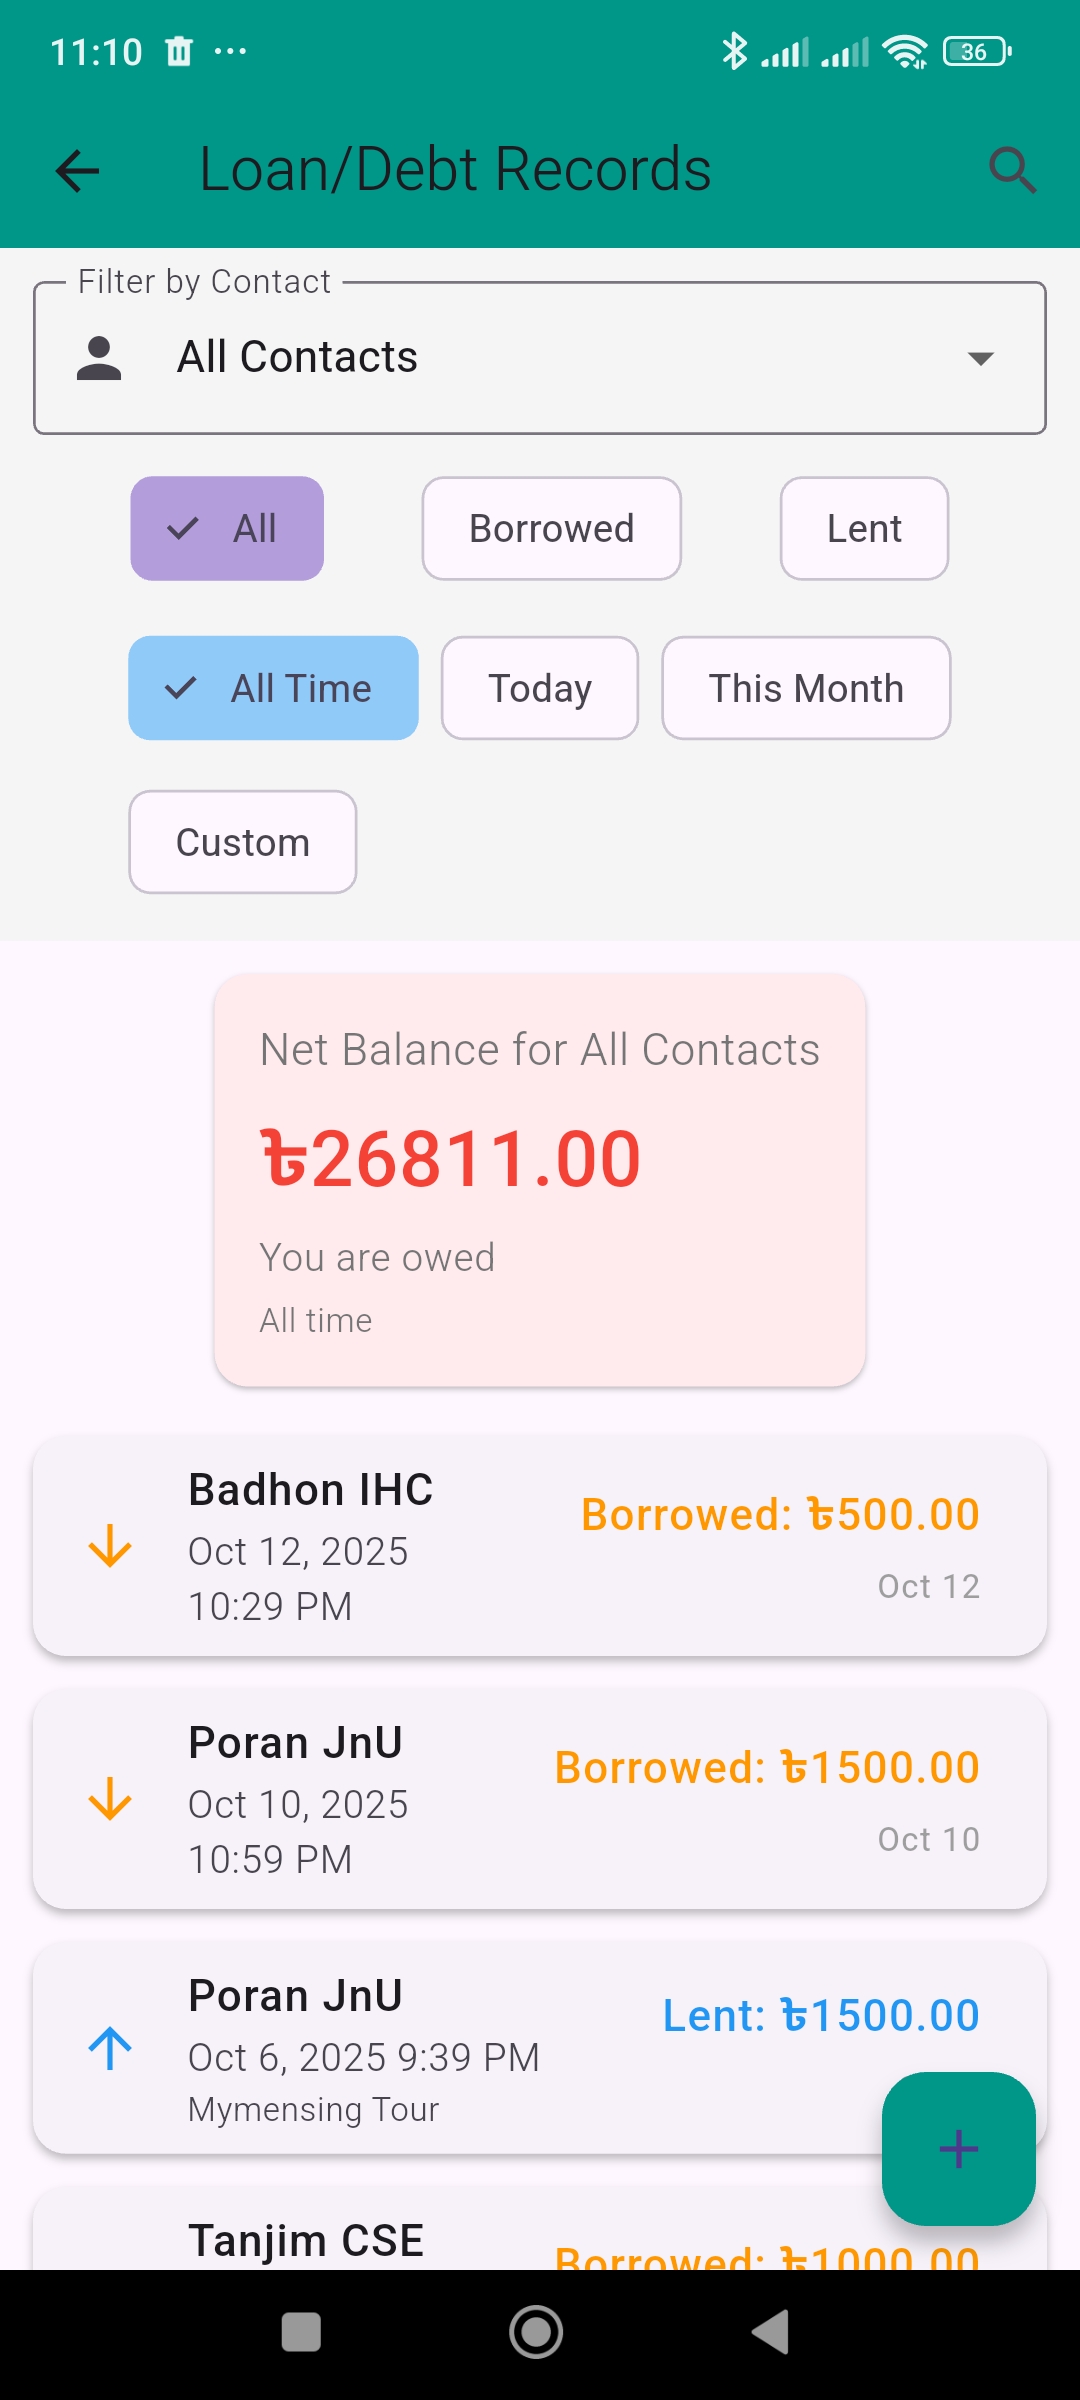 11:10
36
Loan/Debt Records
Filter by Contact
All Contacts
All
Borrowed
Lent
All Time
Today
This Month
Custom
Net Balance for All Contacts
৳26811.00
You are owed
All time
Badhon IHC
Oct 12, 2025
10:29 PM
Borrowed: ৳500.00
Oct 12
Poran JnU
Oct 10, 2025
10:59 PM
Borrowed: ৳1500.00
Oct 10
Poran JnU
Oct 6, 2025 9:39 PM
Mymensing Tour
Lent: ৳1500.00
Tanjim CSE
Borrowed: ৳1000.00